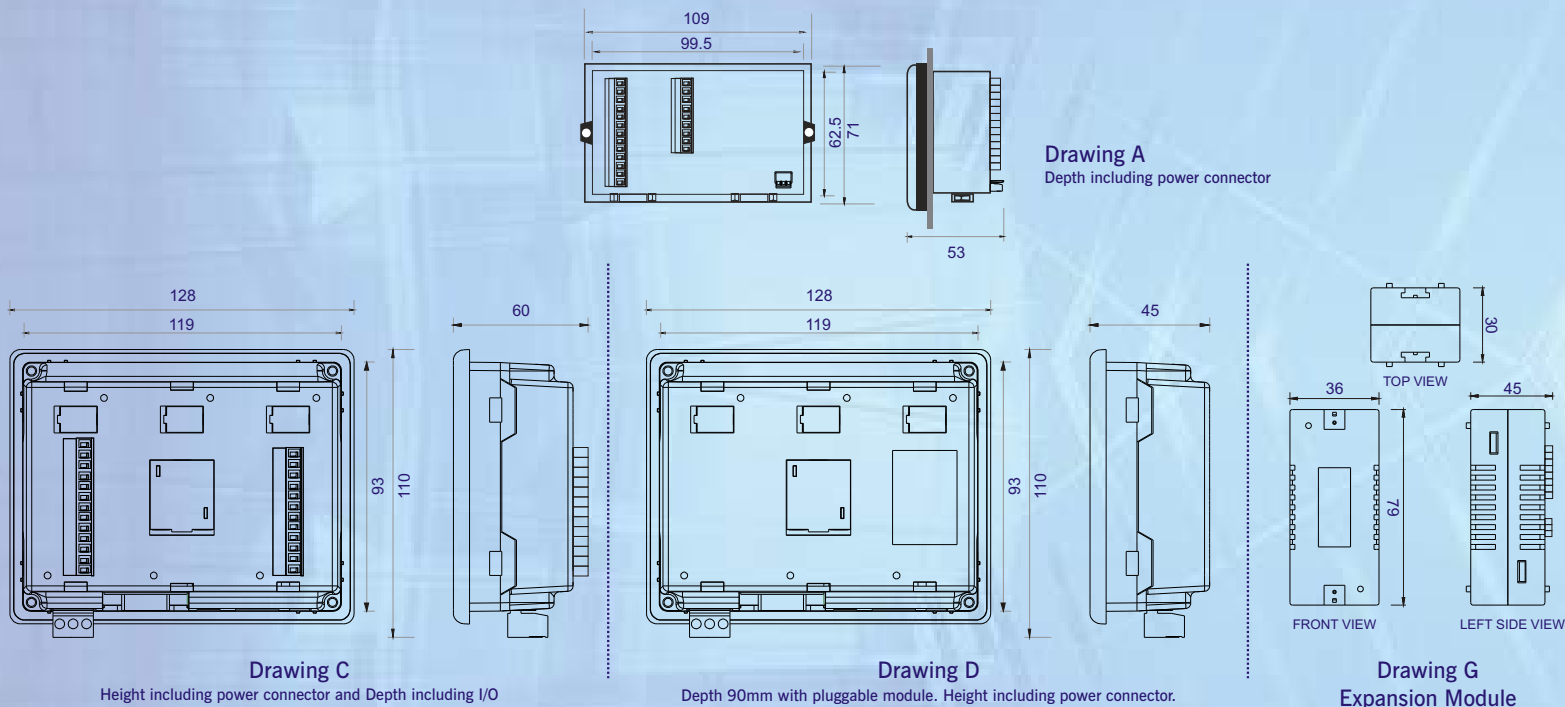 109
99.5
62.5
71
53
Drawing A
Depth including power connector
128
119
93
110
60
Drawing C
Height including power connector and Depth including I/O
128
119
93
110
45
Drawing D
Depth 90mm with pluggable module. Height including power connector.
30
TOP VIEW
36
79
FRONT VIEW
45
LEFT SIDE VIEW
Drawing G
Expansion Module